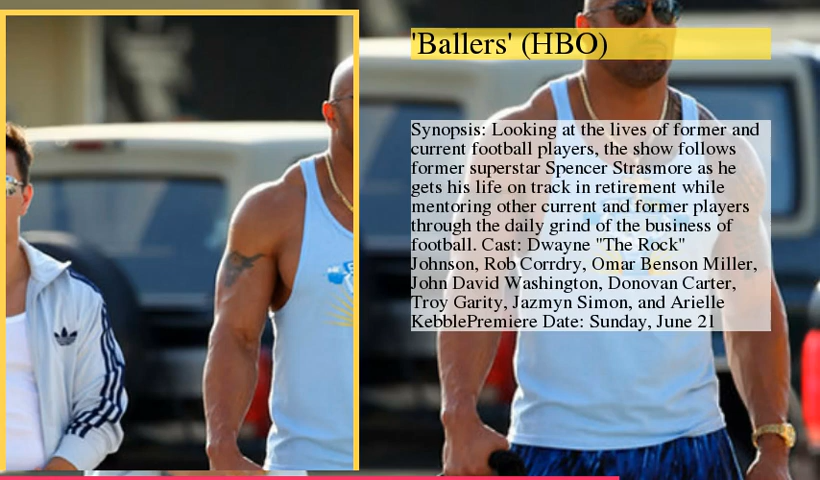 'Ballers' (HBO)
Synopsis: Looking at the lives of former and
current football players, the show follows
former superstar Spencer Strasmore as he
gets his life on track in retirement while
mentoring other current and former players
through the daily grind of the business of
football. Cast: Dwayne "The Rock"
Johnson, Rob Corrdry, Omar Benson Miller,
John David Washington, Donovan Carter,
Troy Garity, Jazmyn Simon, and Arielle
KebblePremiere Date: Sunday, June 21